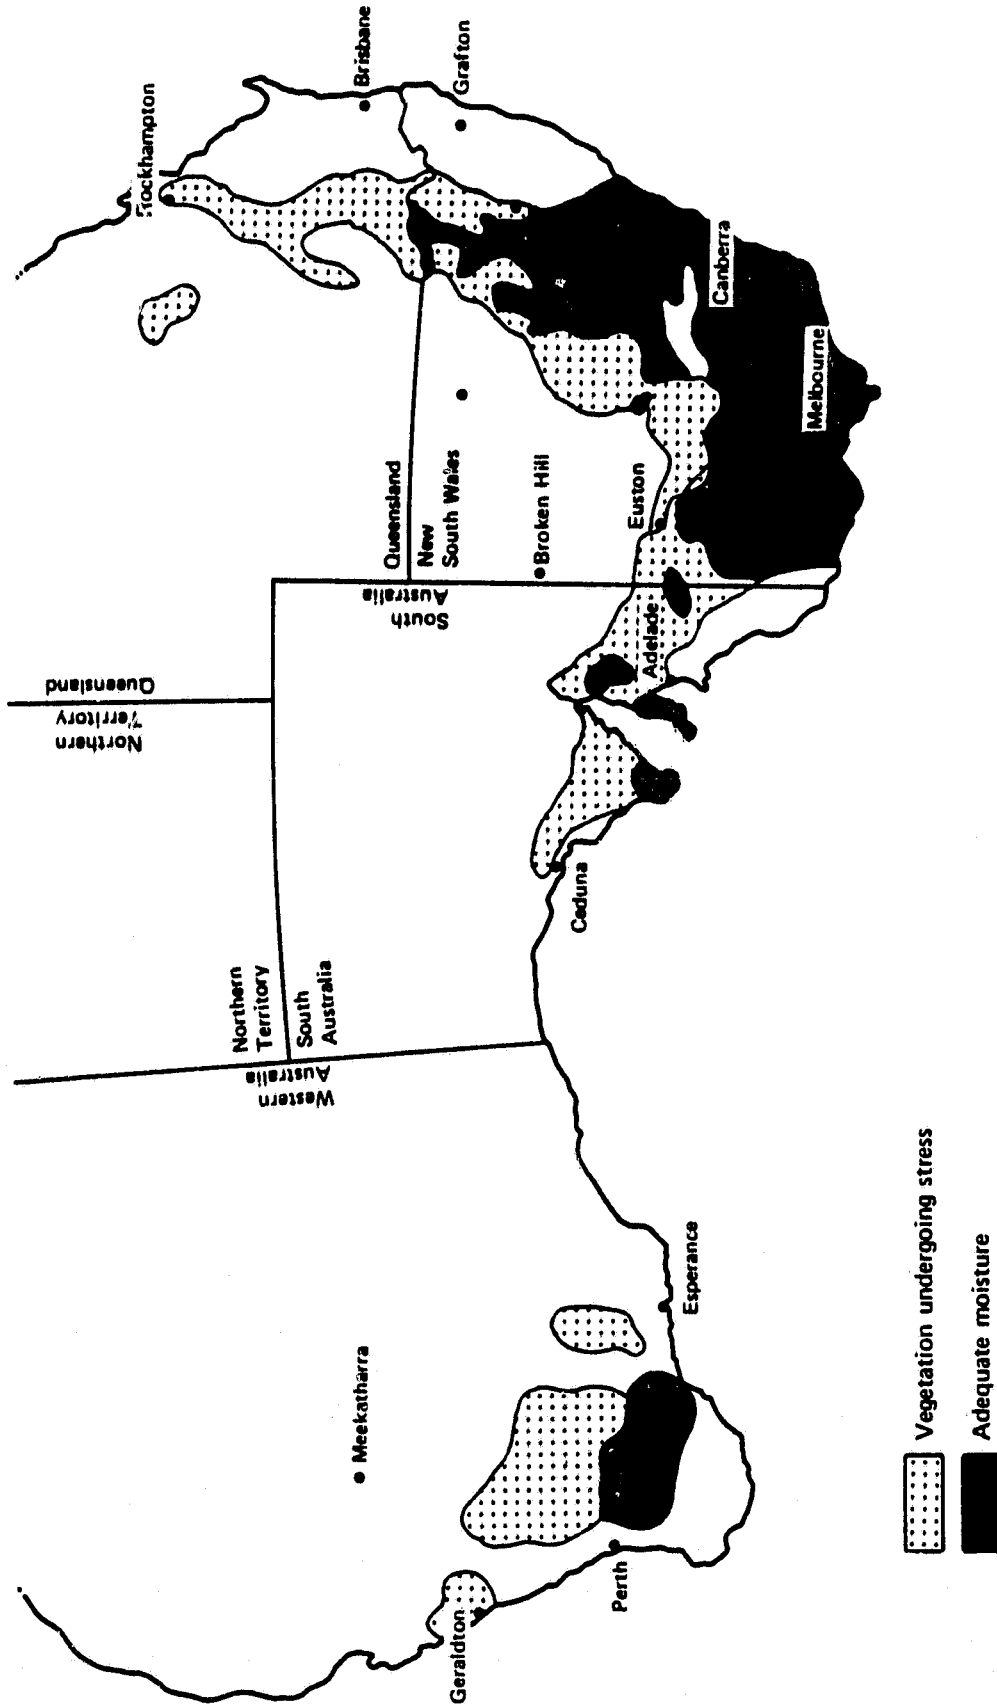 Northern
Territory
Queensland
Northern
Territory
South
Australia
Western
Australia
South
Australia
Queensland
New
South Wales
Rockhampton
Brisbane
Grafton
Broken Hill
Euston
Canberra
Melbourne
Adelade
Ceduna
Esperance
Meekatharra
Geraldton
Perth
Vegetation undergoing stress
Adequate moisture